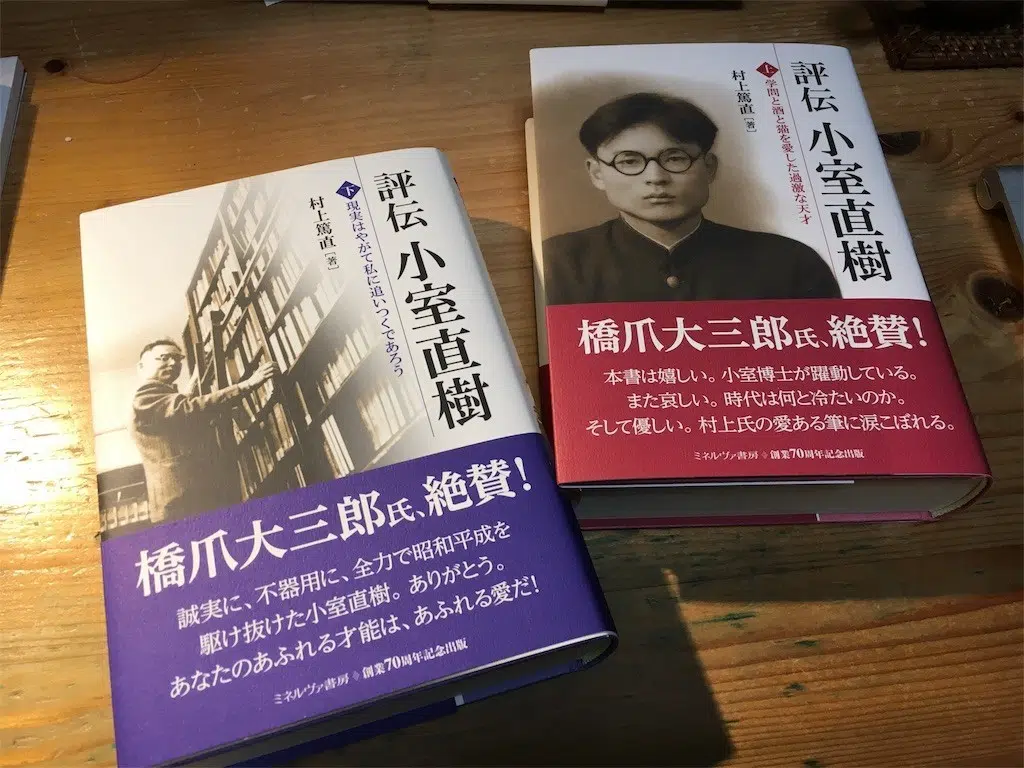 評伝 小室直樹
下 現実はやがて私に追いつくであろう
村上篤直［著］
橋爪大三郎氏、絶賛！
誠実に、不器用に、全力で昭和平成を
駆け抜けた小室直樹。ありがとう。
あなたのあふれる才能は、あふれる愛だ！
ミネルヴァ書房◇創業70周年記念出版
評伝 小室直樹
上 学問と酒と猫を愛した過激な天才
村上篤直［著］
橋爪大三郎氏、絶賛！
本書は嬉しい。小室博士が躍動している。
また哀しい。時代は何と冷たいのか。
そして優しい。村上氏の愛ある筆に涙こぼれる。
ミネルヴァ書房◇創業70周年記念出版